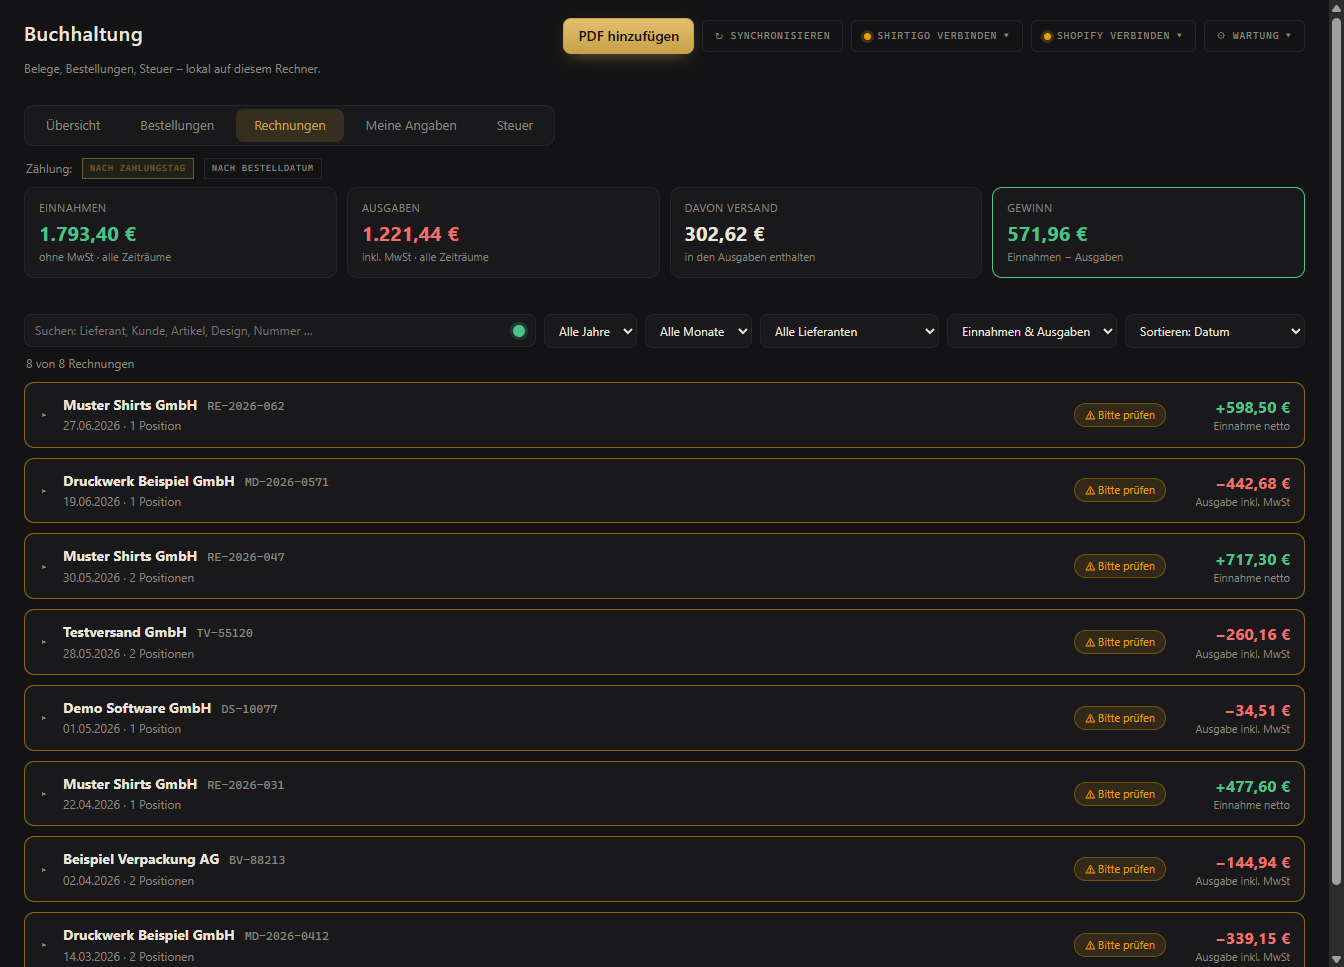 Buchhaltung
PDF hinzufügen
↻ SYNCHRONISIEREN
SHIRTIGO VERBINDEN ▾
SHOPIFY VERBINDEN ▾
⚙ WARTUNG ▾
Belege, Bestellungen, Steuer – lokal auf diesem Rechner.
Übersicht Bestellungen Rechnungen Meine Angaben Steuer
Zählung: NACH ZAHLUNGSTAG NACH BESTELLDATUM
EINNAHMEN
1.793,40 €
ohne MwSt · alle Zeiträume
AUSGABEN
1.221,44 €
inkl. MwSt · alle Zeiträume
DAVON VERSAND
302,62 €
in den Ausgaben enthalten
GEWINN
571,96 €
Einnahmen – Ausgaben
Suchen: Lieferant, Kunde, Artikel, Design, Nummer ...
Alle Jahre
Alle Monate
Alle Lieferanten
Einnahmen & Ausgaben
Sortieren: Datum
8 von 8 Rechnungen
Muster Shirts GmbH RE-2026-062
27.06.2026 · 1 Position
⚠ Bitte prüfen
+598,50 €
Einnahme netto
Druckwerk Beispiel GmbH MD-2026-0571
19.06.2026 · 1 Position
⚠ Bitte prüfen
−442,68 €
Ausgabe inkl. MwSt
Muster Shirts GmbH RE-2026-047
30.05.2026 · 2 Positionen
⚠ Bitte prüfen
+717,30 €
Einnahme netto
Testversand GmbH TV-55120
28.05.2026 · 2 Positionen
⚠ Bitte prüfen
−260,16 €
Ausgabe inkl. MwSt
Demo Software GmbH DS-10077
01.05.2026 · 1 Position
⚠ Bitte prüfen
−34,51 €
Ausgabe inkl. MwSt
Muster Shirts GmbH RE-2026-031
22.04.2026 · 1 Position
⚠ Bitte prüfen
+477,60 €
Einnahme netto
Beispiel Verpackung AG BV-88213
02.04.2026 · 2 Positionen
⚠ Bitte prüfen
−144,94 €
Ausgabe inkl. MwSt
Druckwerk Beispiel GmbH MD-2026-0412
14.03.2026 · 2 Positionen
⚠ Bitte prüfen
−339,15 €
Ausgabe inkl. MwSt